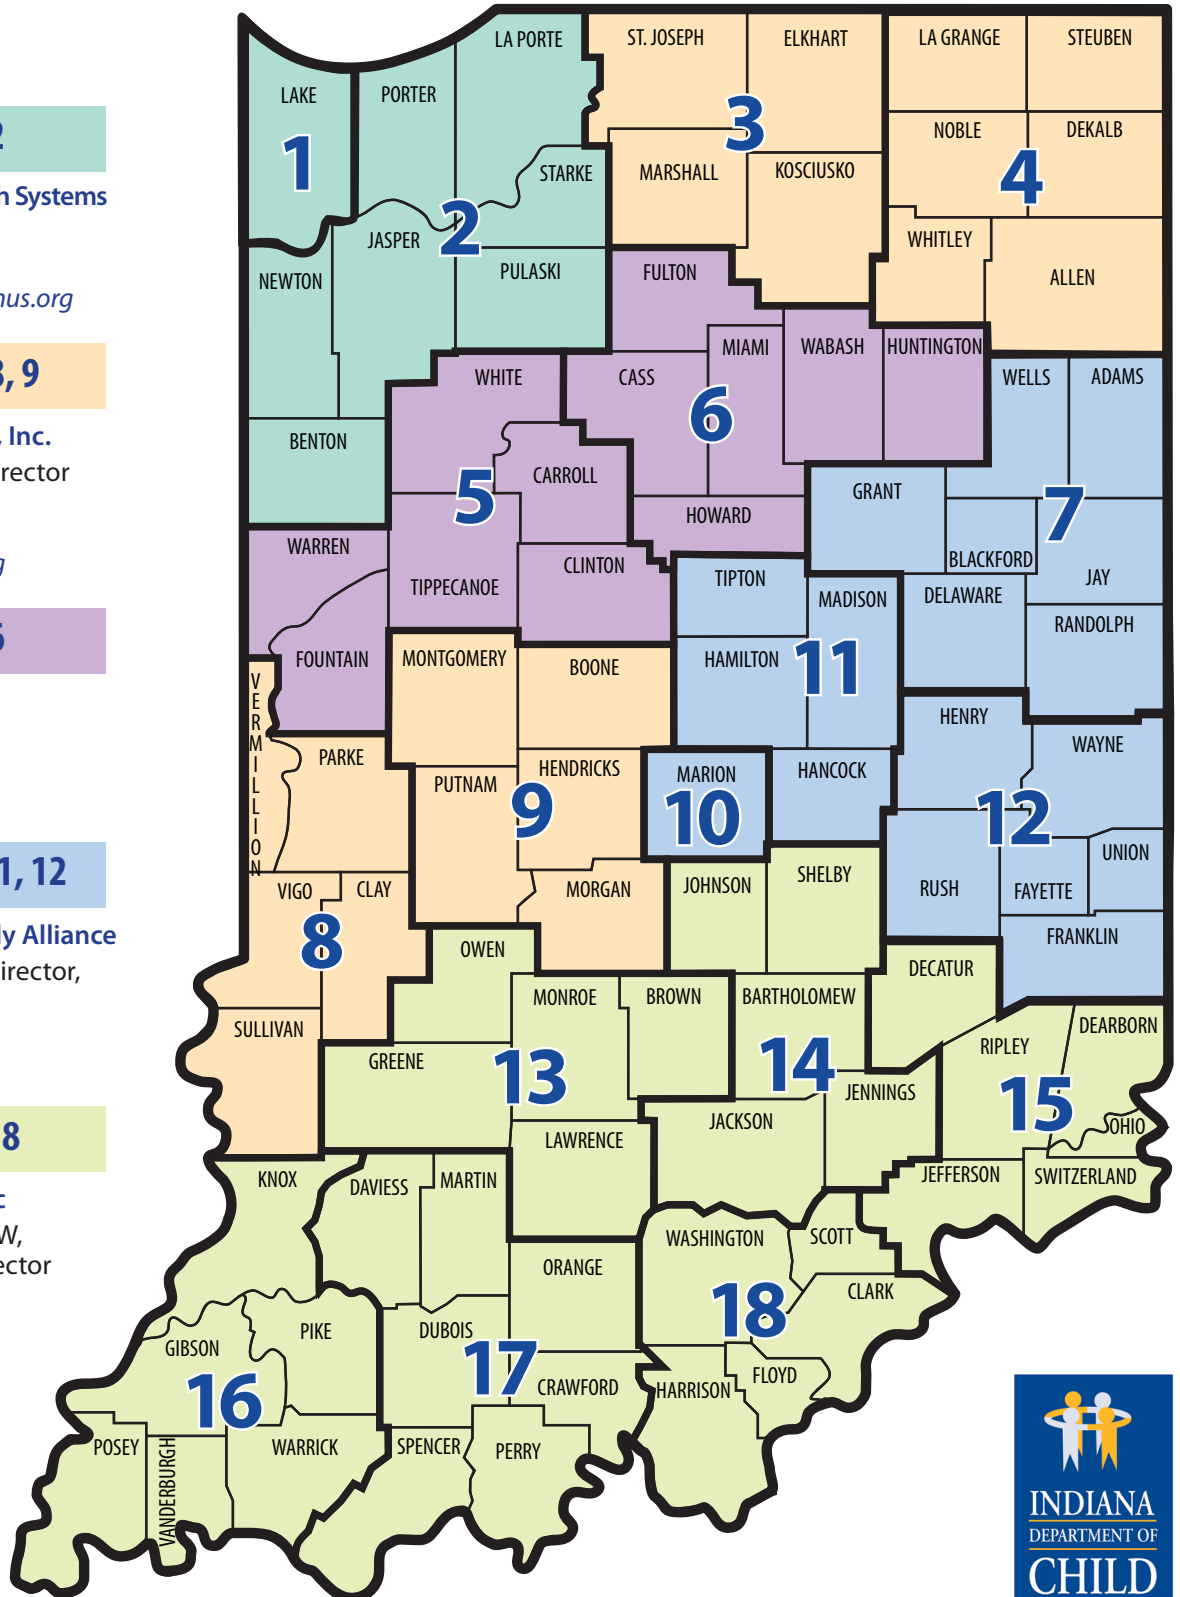 2
h Systems
nus.org
3, 9
, Inc.
rector
g
5
1, 12
ly Alliance
irector,
8
c
W,
ector
LA PORTE
ST. JOSEPH
ELKHART
LA GRANGE
STEUBEN
LAKE
PORTER
3
NOBLE
DEKALB
1
STARKE
MARSHALL
KOSCIUSKO
4
2
JASPER
WHITLEY
NEWTON
PULASKI
FULTON
ALLEN
MIAMI
WABASH
HUNTINGTON
WHITE
CASS
WELLS
ADAMS
6
BENTON
CARROLL
5
GRANT
7
HOWARD
WARREN
CLINTON
BLACKFORD
TIPPECANOE
TIPTON
JAY
MADISON
DELAWARE
RANDOLPH
FOUNTAIN
MONTGOMERY
BOONE
HAMILTON
11
VERMILLION
HENRY
WAYNE
PARKE
PUTNAM
HENDRICKS
MARION
HANCOCK
9
10
12
UNION
VIGO
CLAY
MORGAN
JOHNSON
SHELBY
RUSH
FAYETTE
8
OWEN
FRANKLIN
DECATUR
MONROE
BROWN
BARTHOLOMEW
SULLIVAN
DEARBORN
RIPLEY
GREENE
13
14
JENNINGS
15
JACKSON
OHIO
LAWRENCE
KNOX
DAVIESS
MARTIN
JEFFERSON
SWITZERLAND
WASHINGTON
SCOTT
ORANGE
CLARK
18
PIKE
DUBOIS
GIBSON
17
FLOYD
16
CRAWFORD
HARRISON
POSEY
VANDERBURGH
WARRICK
SPENCER
PERRY
INDIANA
DEPARTMENT OF
CHILD